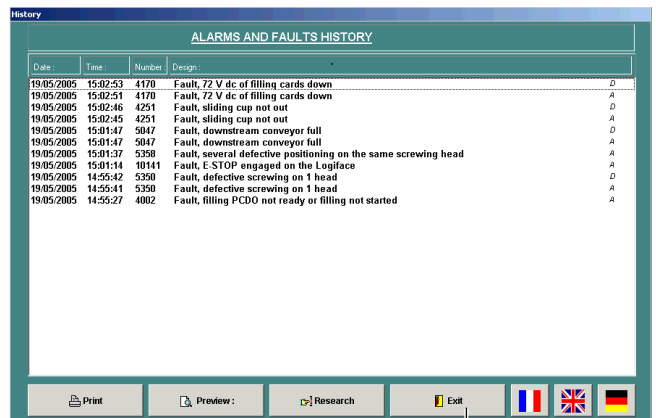 History
ALARMS AND FAULTS HISTORY
Date : Time : Number : Design :
19/05/2005 15:02:53 4170 Fault, 72 V dc of filling cards down D
19/05/2005 15:02:51 4170 Fault, 72 V dc of filling cards down A
19/05/2005 15:02:46 4251 Fault, sliding cup not out D
19/05/2005 15:02:45 4251 Fault, sliding cup not out A
19/05/2005 15:01:47 5047 Fault, downstream conveyor full D
19/05/2005 15:01:47 5047 Fault, downstream conveyor full A
19/05/2005 15:01:37 5358 Fault, several defective positioning on the same screwing head A
19/05/2005 15:01:14 10141 Fault, E-STOP engaged on the Logiface A
19/05/2005 14:55:42 5350 Fault, defective screwing on 1 head D
19/05/2005 14:55:41 5350 Fault, defective screwing on 1 head A
19/05/2005 14:55:27 4002 Fault, filling PCDO not ready or filling not started A
Print Preview : Research Exit